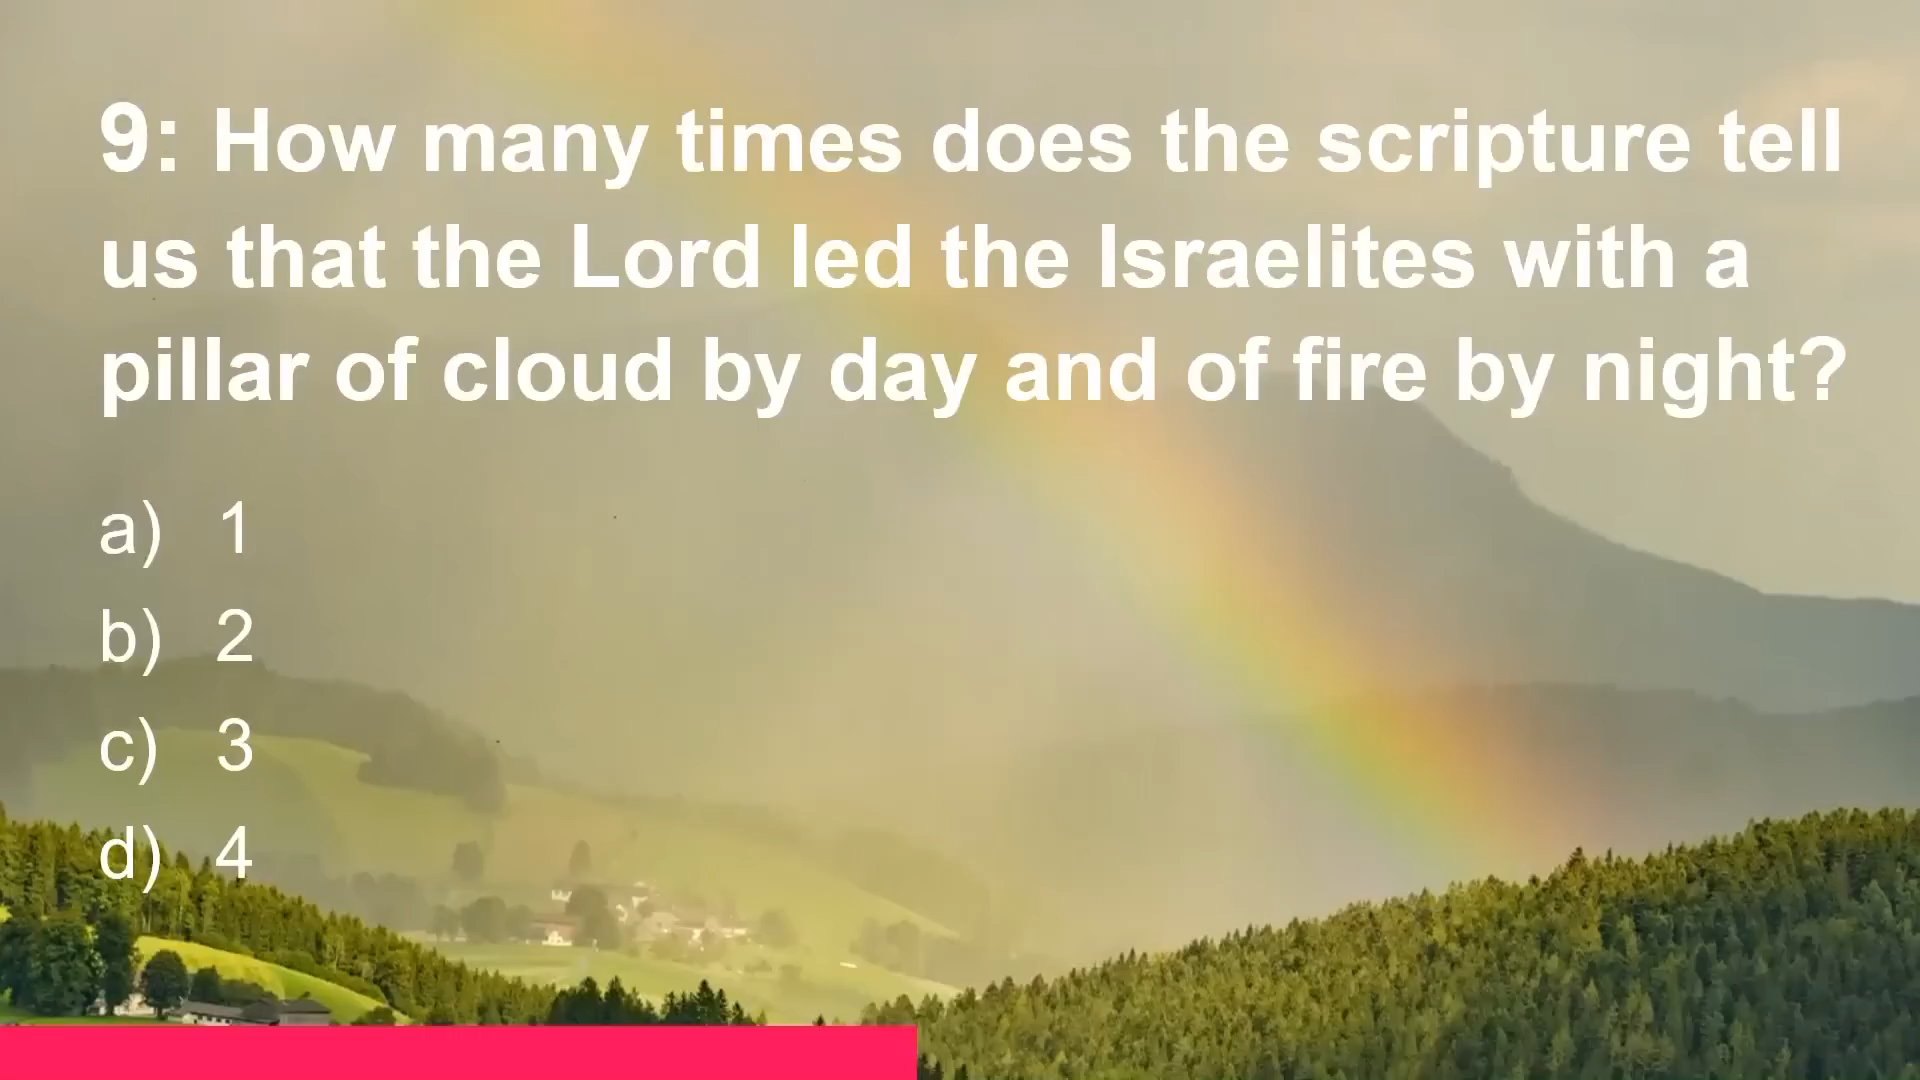 9: How many times does the scripture tell
us that the Lord led the Israelites with a
pillar of cloud by day and of fire by night?
a) 1
b) 2
c) 3
d) 4